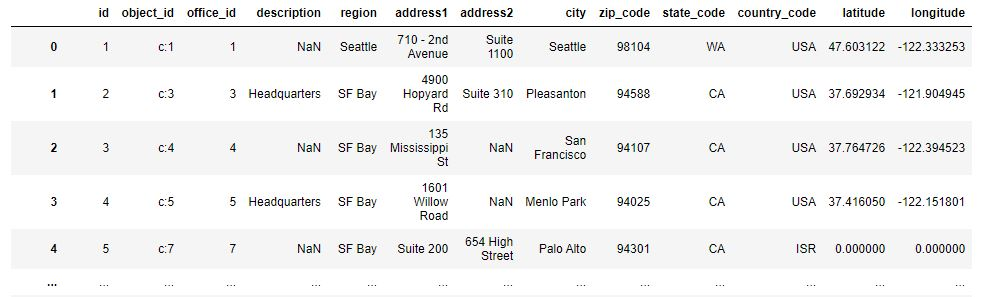 id object_id office_id description region address1 address2 city zip_code state_code country_code latitude longitude
0 1 c:1 1 NaN Seattle 710 - 2nd Avenue Suite 1100 Seattle 98104 WA USA 47.603122 -122.333253
1 2 c:3 3 Headquarters SF Bay 4900 Hopyard Rd Suite 310 Pleasanton 94588 CA USA 37.692934 -121.904945
2 3 c:4 4 NaN SF Bay 135 Mississippi St NaN San Francisco 94107 CA USA 37.764726 -122.394523
3 4 c:5 5 Headquarters SF Bay 1601 Willow Road NaN Menlo Park 94025 CA USA 37.416050 -122.151801
4 5 c:7 7 NaN SF Bay Suite 200 654 High Street Palo Alto 94301 CA ISR 0.000000 0.000000
... ... ... ... ... ... ... ... ... ... ... ... ... ...